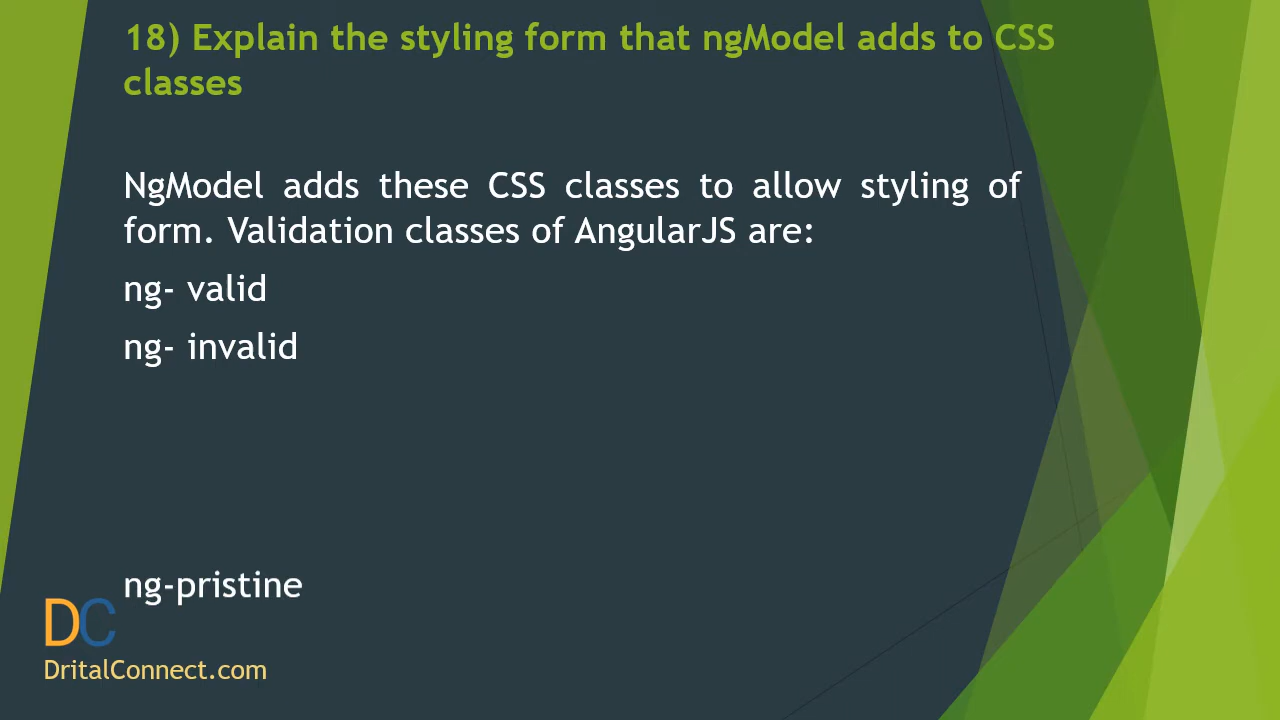 18) Explain the styling form that ngModel adds to CSS
classes
NgModel adds these CSS classes to allow styling of
form. Validation classes of AngularJS are:
ng- valid
ng- invalid
ng-pristine
DC
DritalConnect.com